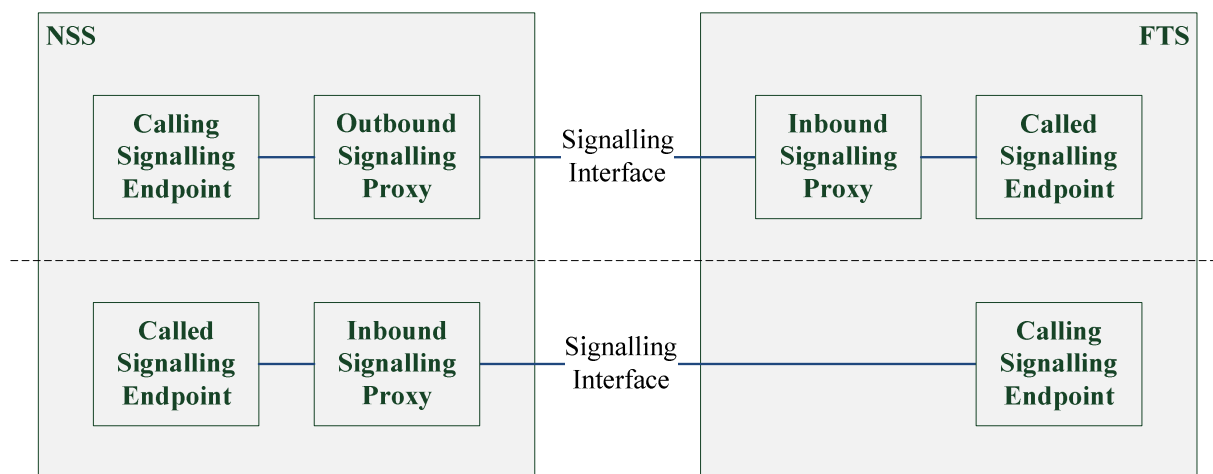 NSS
FTS
Calling
Signalling
Endpoint
Outbound
Signalling
Proxy
Signalling
Interface
Inbound
Signalling
Proxy
Called
Signalling
Endpoint
Called
Signalling
Endpoint
Inbound
Signalling
Proxy
Signalling
Interface
Calling
Signalling
Endpoint